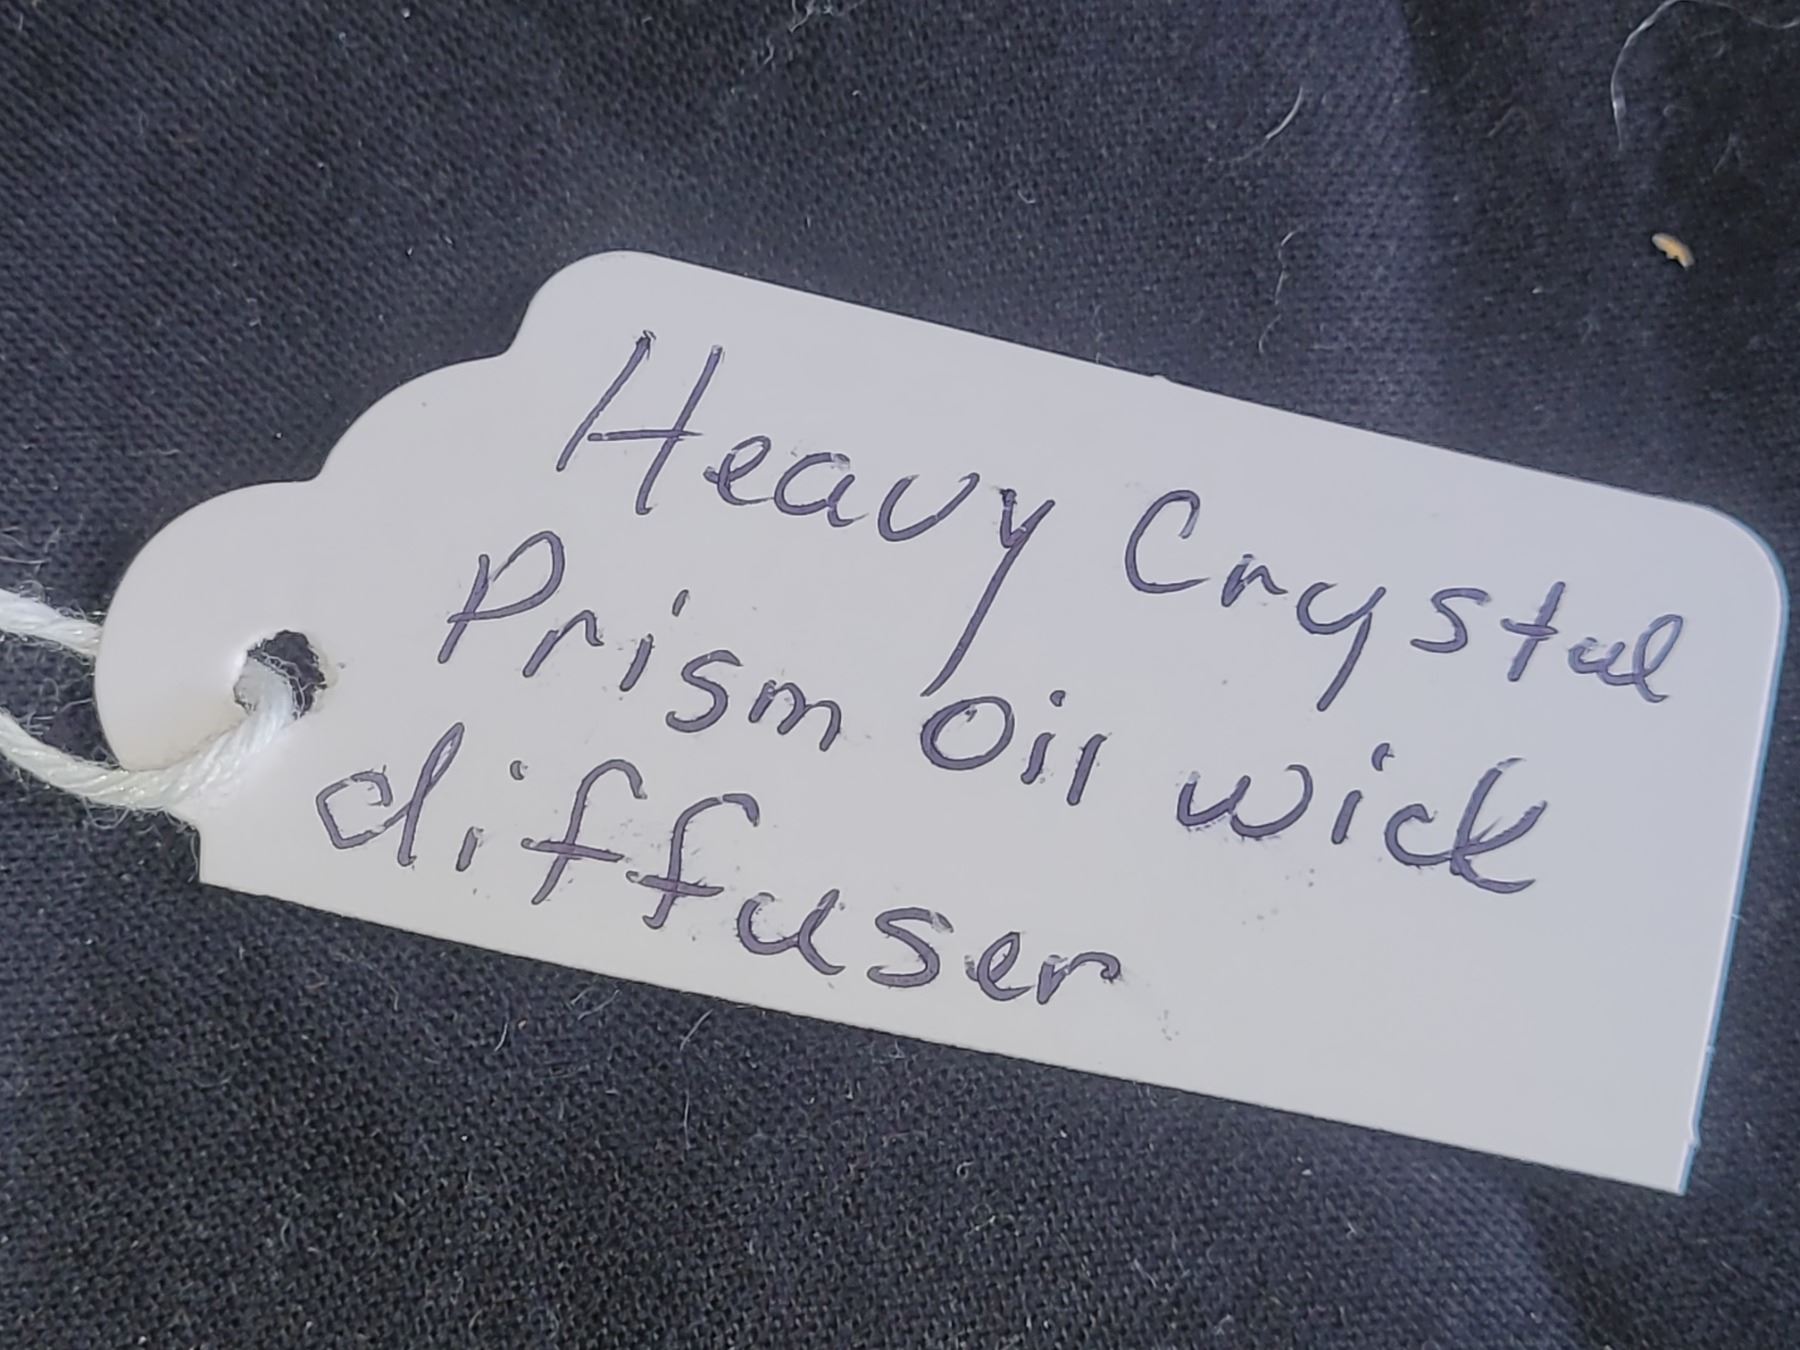 Heavy Crystal
Prism Oil wick
diffuser